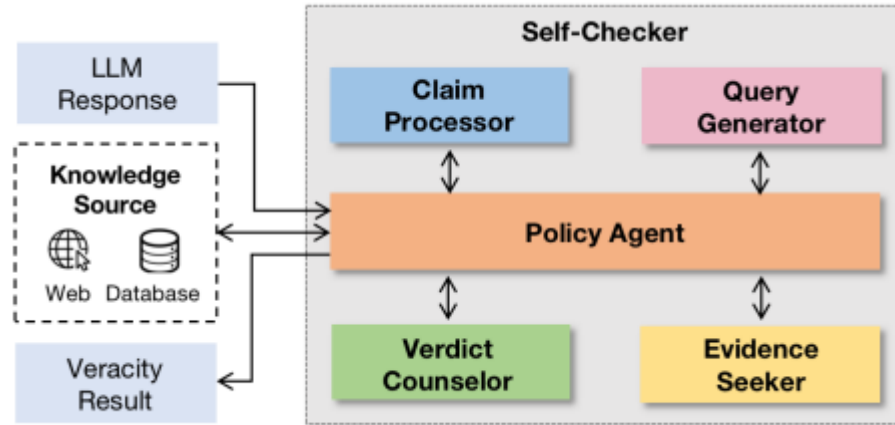 Self-Checker
LLM
Response
Claim
Processor
Query
Generator
Knowledge
Source
Web Database
Policy Agent
Veracity
Result
Verdict
Counselor
Evidence
Seeker